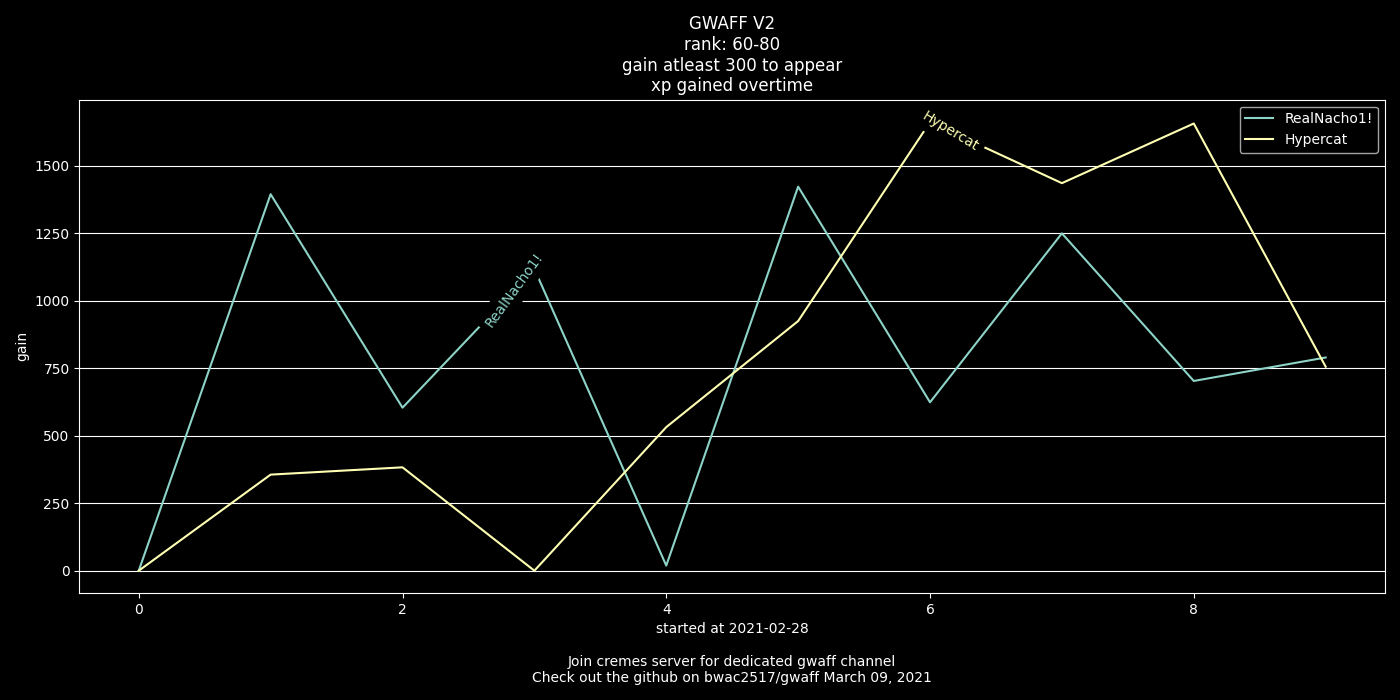 GWAFF V2
rank: 60-80
gain atleast 300 to appear
xp gained overtime
RealNacho1!
Hypercat
Hypercat
RealNacho1!
gain
1500
1250
1000
750
500
250
0
0 2 4 6 8
started at 2021-02-28
Join cremes server for dedicated gwaff channel
Check out the github on bwac2517/gwaff March 09, 2021